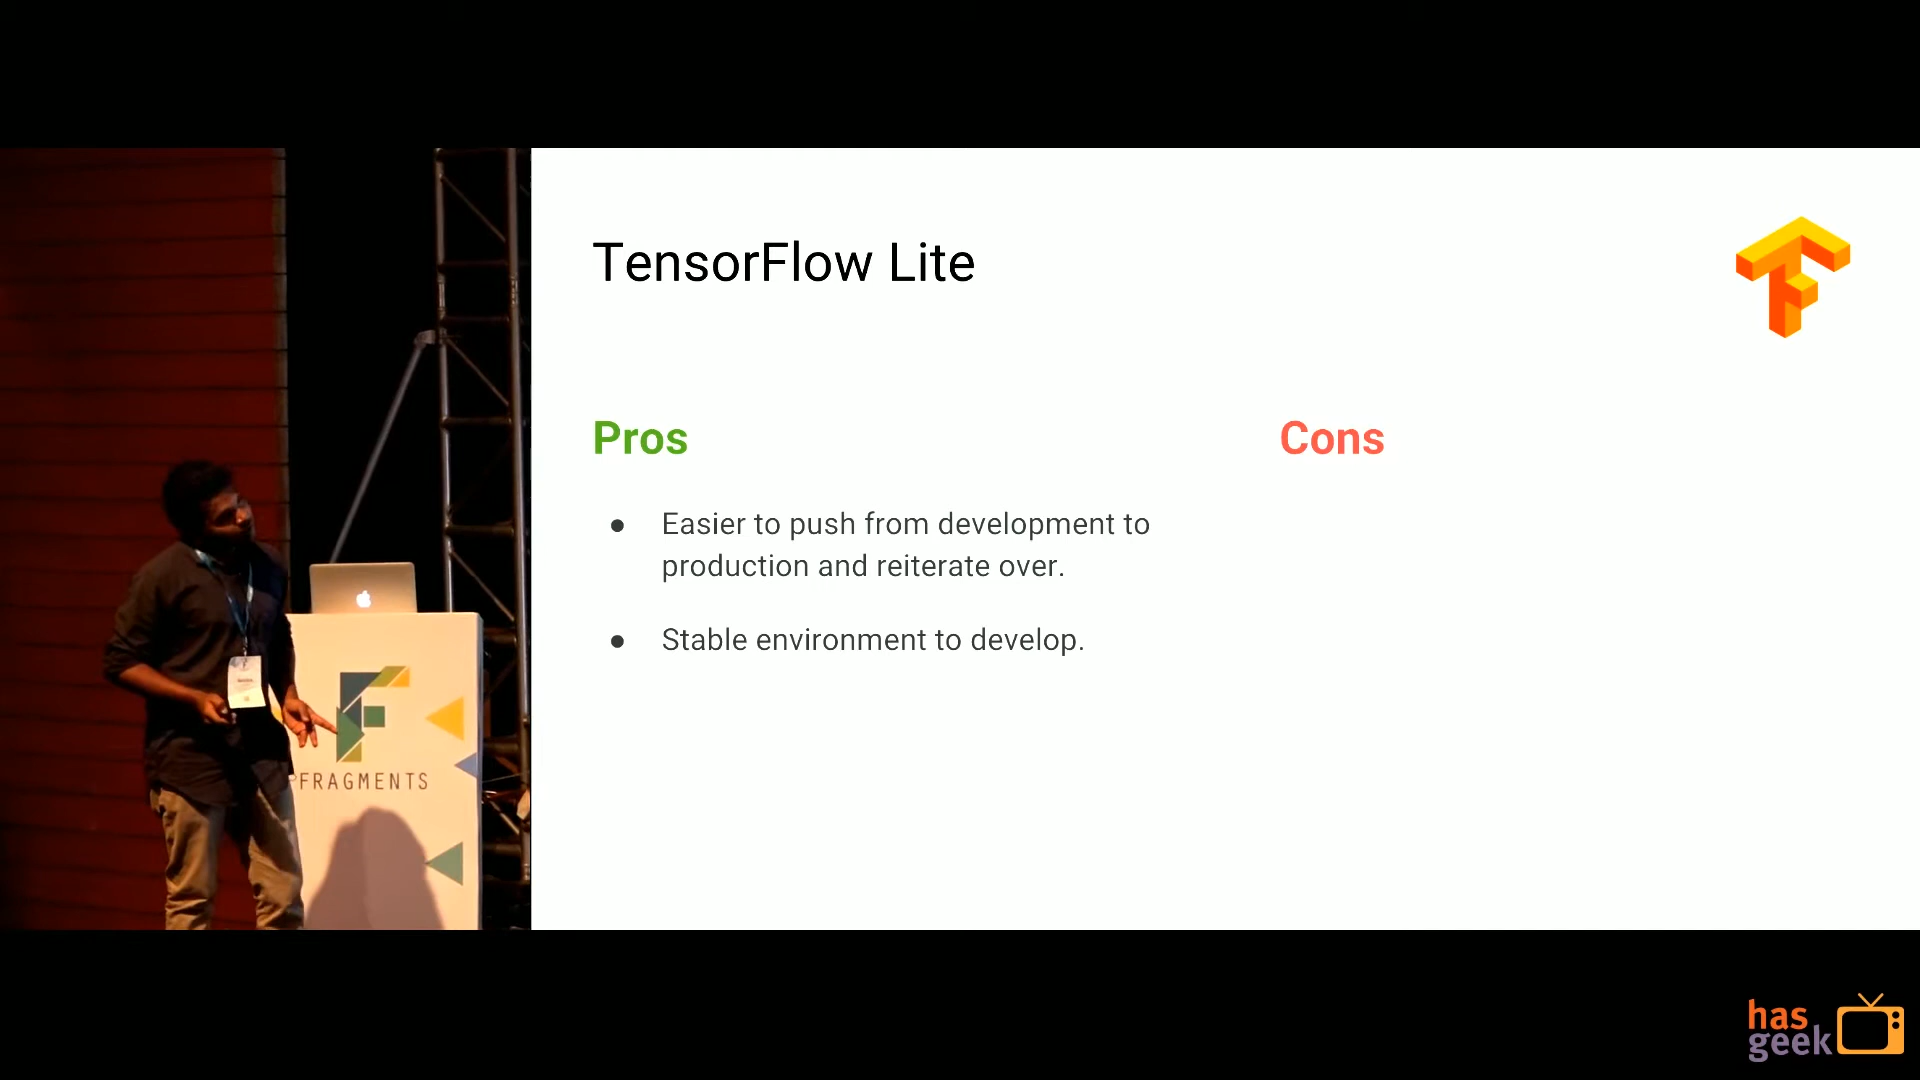 TensorFlow Lite
Pros
Cons
● Easier to push from development to
production and reiterate over.
● Stable environment to develop.
FRAGMENTS
has
geek